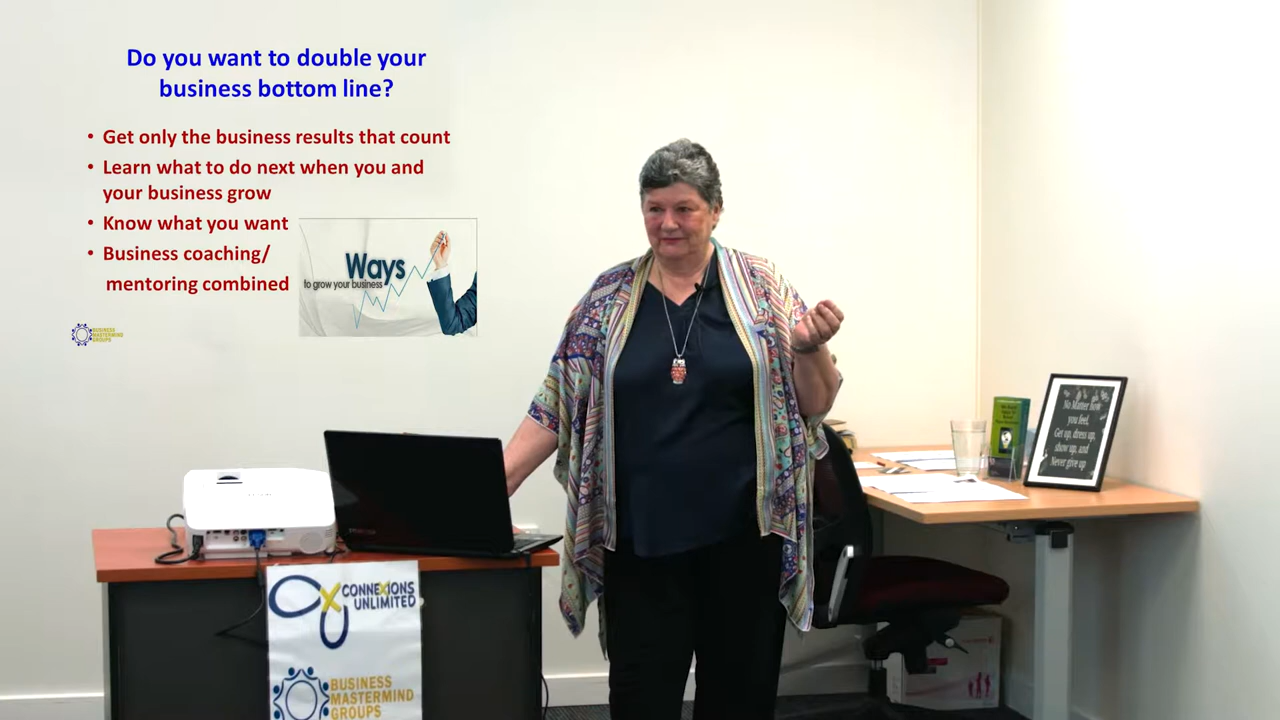 Do you want to double your
business bottom line?
• Get only the business results that count
• Learn what to do next when you and
your business grow
• Know what you want
• Business coaching/
mentoring combined
Ways
to grow your business
BUSINESS
MASTERMIND
GROUPS
No Matter how
you feel,
Get up, dress up,
show up, and
Never give up
CONNEXIONS
UNLIMITED
BUSINESS
MASTERMIND
GROUPS